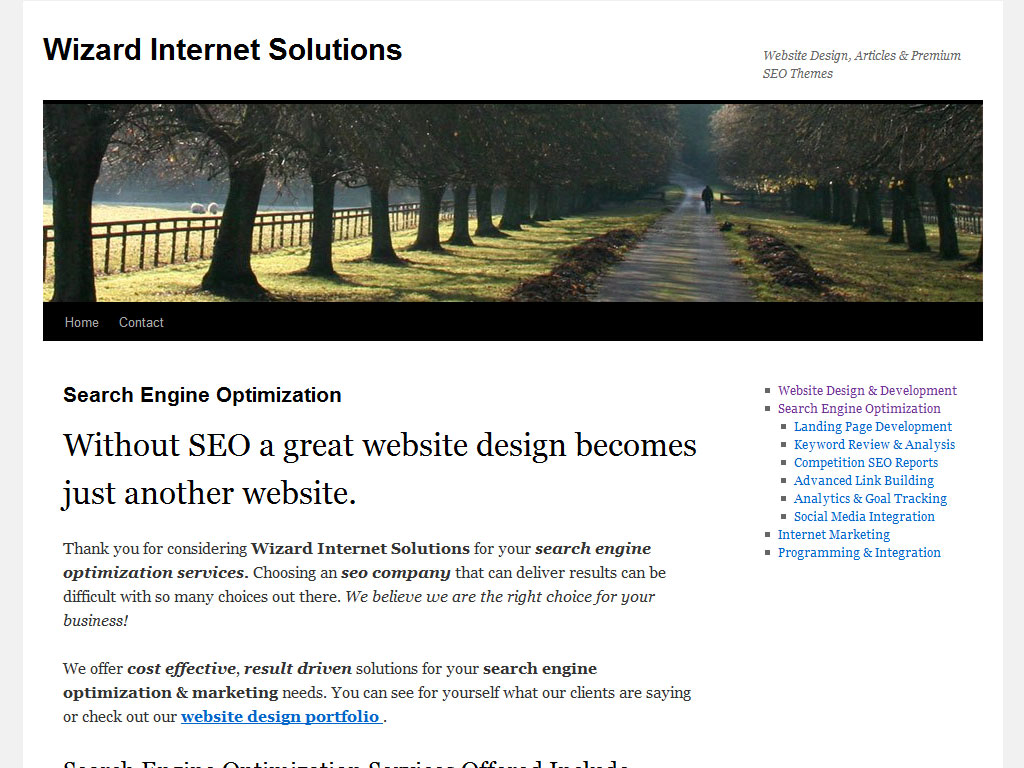 Wizard Internet Solutions
Website Design, Articles & Premium
SEO Themes
Home Contact
Search Engine Optimization
Without SEO a great website design becomes
just another website.
Thank you for considering Wizard Internet Solutions for your search engine
optimization services. Choosing an seo company that can deliver results can be
difficult with so many choices out there. We believe we are the right choice for your
business!
We offer cost effective, result driven solutions for your search engine
optimization & marketing needs. You can see for yourself what our clients are saying
or check out our website design portfolio .
Search Engine Optimization Services Offered Include
Website Design & Development
Search Engine Optimization
Landing Page Development
Keyword Review & Analysis
Competition SEO Reports
Advanced Link Building
Analytics & Goal Tracking
Social Media Integration
Internet Marketing
Programming & Integration